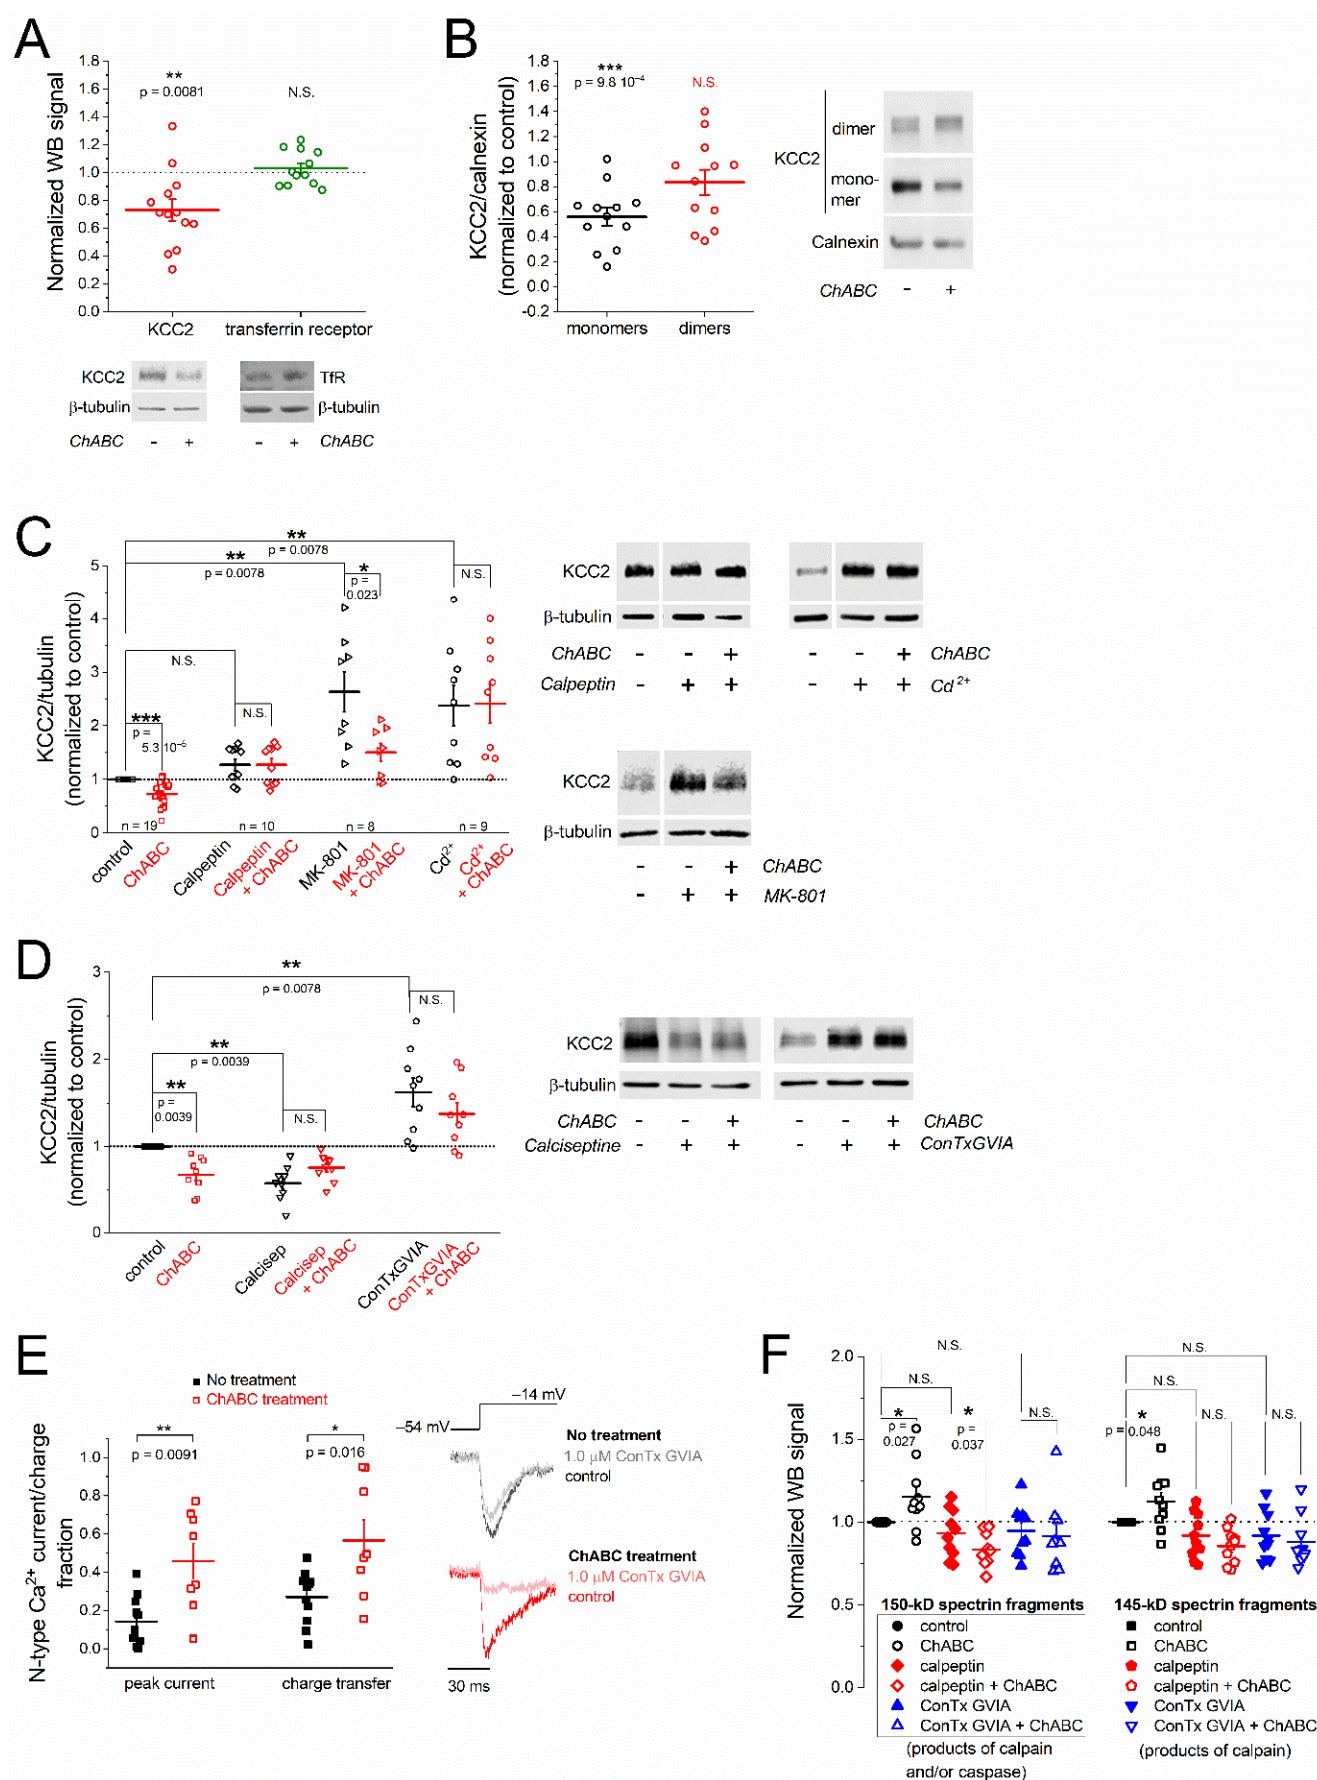 A
Normalized WB signal
1.8
1.6
1.4
1.2
1.0
0.8
0.6
0.4
0.2
0.0
**
p = 0.0081
N.S.
KCC2
transferrin receptor
KCC2
TfR
β-tubulin
β-tubulin
ChABC - +
- + ChABC
B
KCC2/calnexin
(normalized to control)
1.8
1.6
1.4
1.2
1.0
0.8
0.6
0.4
0.2
0.0
-0.2
***
p = 9.8 10⁻⁴
N.S.
monomers
dimers
KCC2
dimer
mono-
mer
Calnexin
ChABC - +
C
KCC2/tubulin
(normalized to control)
5
4
3
2
1
0
**
p = 0.0078
**
p = 0.0078
*
p =
0.023
N.S.
N.S.
N.S.
***
p =
5.3 10⁻⁵
n = 19
n = 10
n = 8
n = 9
control
ChABC
Calpeptin
Calpeptin
+ ChABC
MK-801
MK-801
+ ChABC
Cd²⁺
Cd²⁺
+ ChABC
KCC2
β-tubulin
ChABC - - +
Calpeptin - + +
- - + ChABC
- + + Cd²⁺
KCC2
β-tubulin
- - + ChABC
- + + MK-801
D
KCC2/tubulin
(normalized to control)
3
2
1
0
**
p = 0.0078
N.S.
**
p = 0.0039
**
p =
0.0039
N.S.
control
ChABC
Calcisep
Calcisep
+ ChABC
ConTxGVIA
ConTxGVIA
+ ChABC
KCC2
β-tubulin
ChABC - - +
Calciseptine - + +
- - + ChABC
- + + ConTxGVIA
E
N-type Ca²⁺ current/charge
fraction
No treatment
ChABC treatment
**
p = 0.0091
*
p = 0.016
1.0
0.8
0.6
0.4
0.2
0.0
peak current
charge transfer
–14 mV
–54 mV
No treatment
1.0 μM ConTx GVIA
control
ChABC treatment
1.0 μM ConTx GVIA
control
30 ms
F
Normalized WB signal
2.0
1.5
1.0
0.5
0.0
N.S.
N.S.
*
p =
0.027
*
p =
0.037
N.S.
N.S.
N.S.
*
p = 0.048
N.S.
N.S.
150-kD spectrin fragments
control
ChABC
calpeptin
calpeptin + ChABC
ConTx GVIA
ConTx GVIA + ChABC
(products of calpain
and/or caspase)
145-kD spectrin fragments
control
ChABC
calpeptin
calpeptin + ChABC
ConTx GVIA
ConTx GVIA + ChABC
(products of calpain)